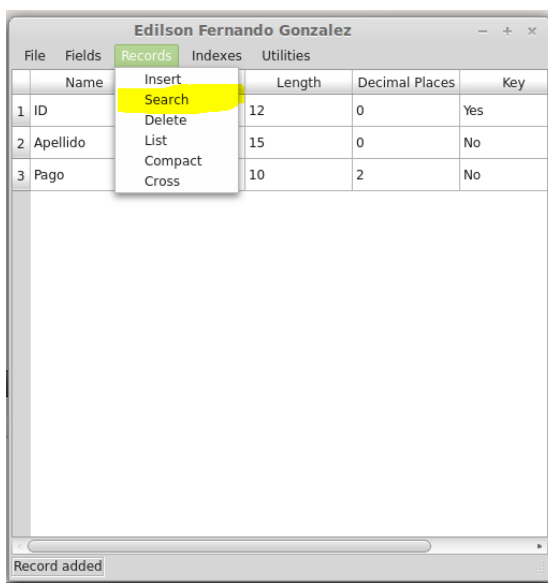 Edilson Fernando Gonzalez
File Fields Records Indexes Utilities
Name Length Decimal Places Key
Insert
Search
Delete
List
Compact
Cross
1 ID 12 0 Yes
2 Apellido 15 0 No
3 Pago 10 2 No
Record added